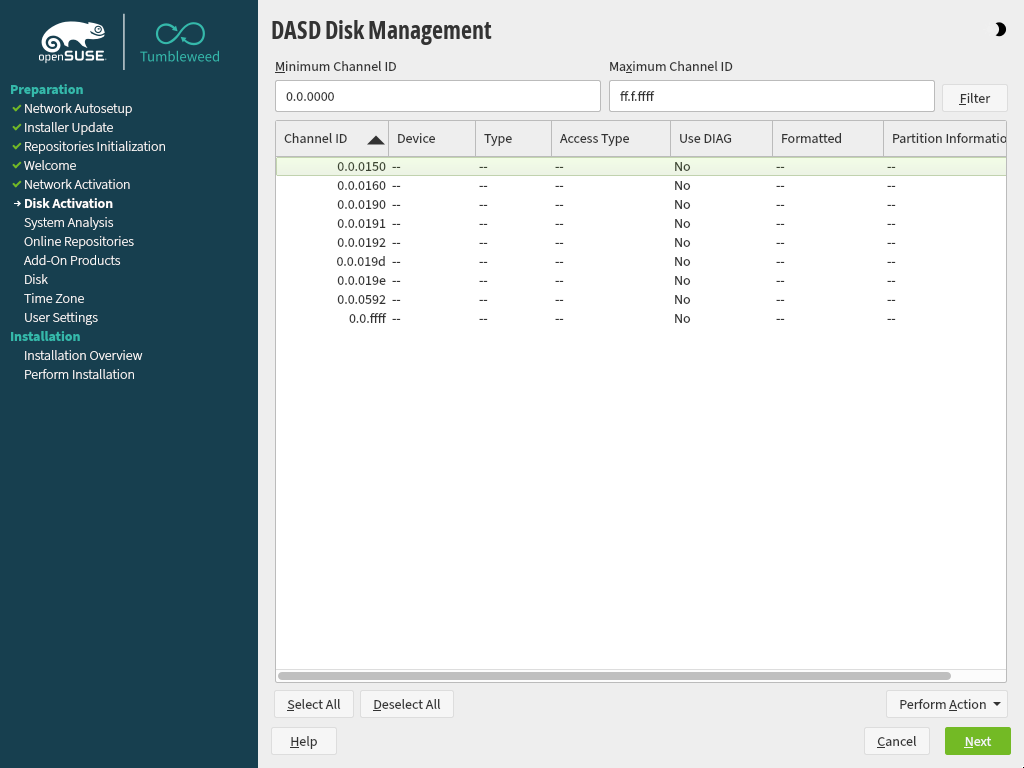 openSUSE
Tumbleweed
Preparation
Network Autosetup
Installer Update
Repositories Initialization
Welcome
Network Activation
Disk Activation
System Analysis
Online Repositories
Add-On Products
Disk
Time Zone
User Settings
Installation
Installation Overview
Perform Installation
DASD Disk Management
Minimum Channel ID Maximum Channel ID
0.0.0000 ff.f.ffff Filter
Channel ID Device Type Access Type Use DIAG Formatted Partition Informatio
0.0.0150 -- -- -- No -- --
0.0.0160 -- -- -- No -- --
0.0.0190 -- -- -- No -- --
0.0.0191 -- -- -- No -- --
0.0.0192 -- -- -- No -- --
0.0.019d -- -- -- No -- --
0.0.019e -- -- -- No -- --
0.0.0592 -- -- -- No -- --
0.0.ffff -- -- -- No -- --
Select All Deselect All Perform Action
Help Cancel Next